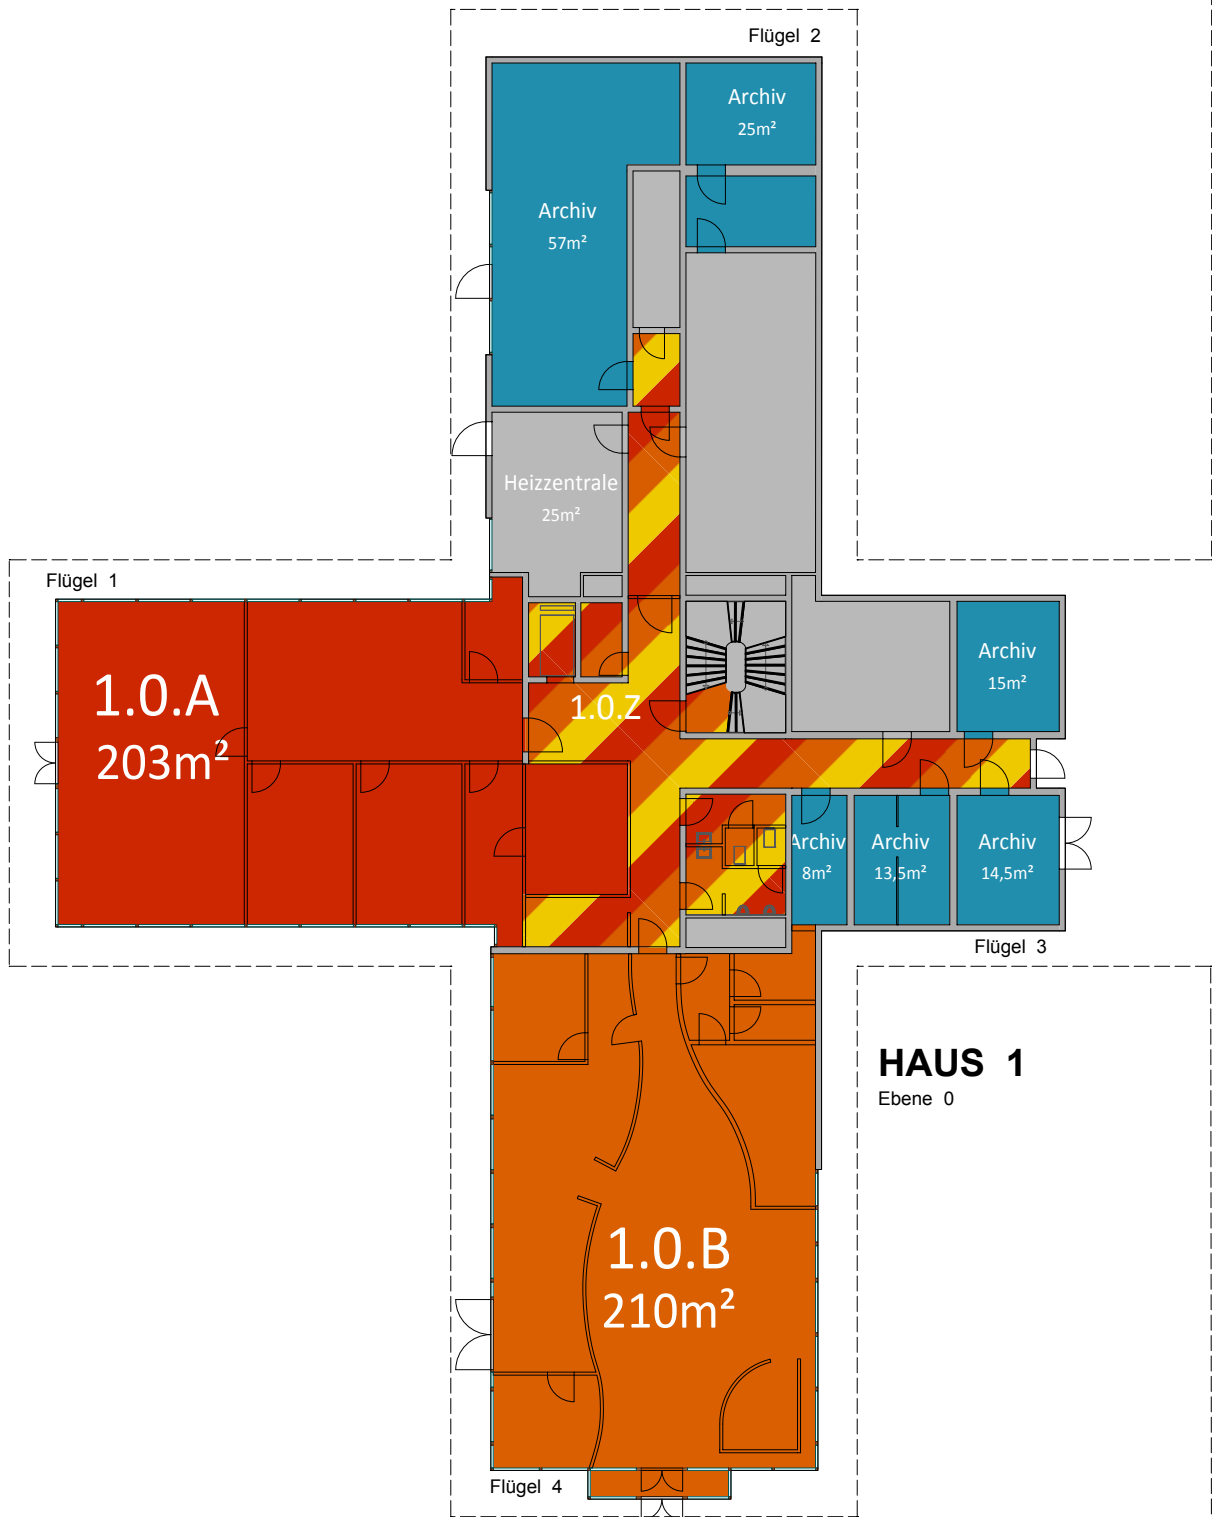 Flügel 2
Archiv
25m²
Archiv
57m²
Heizzentrale
25m²
Flügel 1
1.0.A
203m²
1.0.Z
Archiv
15m²
Archiv
8m²
Archiv
13,5m²
Archiv
14,5m²
Flügel 3
HAUS 1
Ebene 0
1.0.B
210m²
Flügel 4